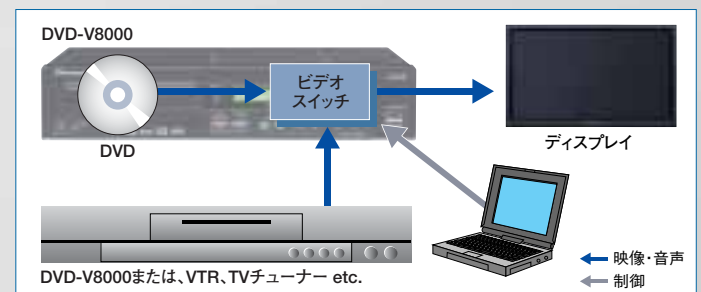 DVD-V8000
ビデオ
スイッチ
DVD
ディスプレイ
DVD-V8000または、VTR、TVチューナー etc.
映像・音声
制御